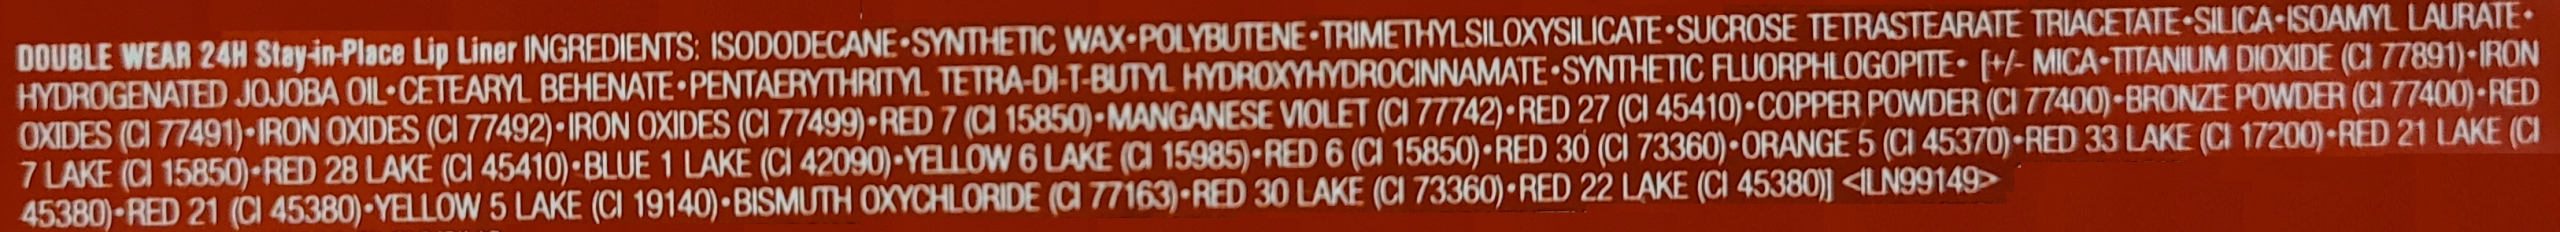 DOUBLE WEAR 24H Stay-in-Place Lip Liner INGREDIENTS: ISODODECANE•SYNTHETIC WAX•POLYBUTENE•TRIMETHYLSILOXYSILICATE•SUCROSE TETRASTEARATE TRIACETATE•SILICA•ISOAMYL LAURATE•
HYDROGENATED JOJOBA OIL•CETEARYL BEHENATE•PENTAERYTHRITYL TETRA-DI-T-BUTYL HYDROXYHYDROCINNAMATE•SYNTHETIC FLUORPHLOGOPITE• [+/- MICA•TITANIUM DIOXIDE (CI 77891)•IRON
OXIDES (CI 77491)•IRON OXIDES (CI 77492)•IRON OXIDES (CI 77499)•RED 7 (CI 15850)•MANGANESE VIOLET (CI 77742)•RED 27 (CI 45410)•COPPER POWDER (CI 77400)•BRONZE POWDER (CI 77400)•RED
7 LAKE (CI 15850)•RED 28 LAKE (CI 45410)•BLUE 1 LAKE (CI 42090)•YELLOW 6 LAKE (CI 15985)•RED 6 (CI 15850)•RED 30 (CI 73360)•ORANGE 5 (CI 45370)•RED 33 LAKE (CI 17200)•RED 21 LAKE (CI
45380)•RED 21 (CI 45380)•YELLOW 5 LAKE (CI 19140)•BISMUTH OXYCHLORIDE (CI 77163)•RED 30 LAKE (CI 73360)•RED 22 LAKE (CI 45380)] <ILN99149>